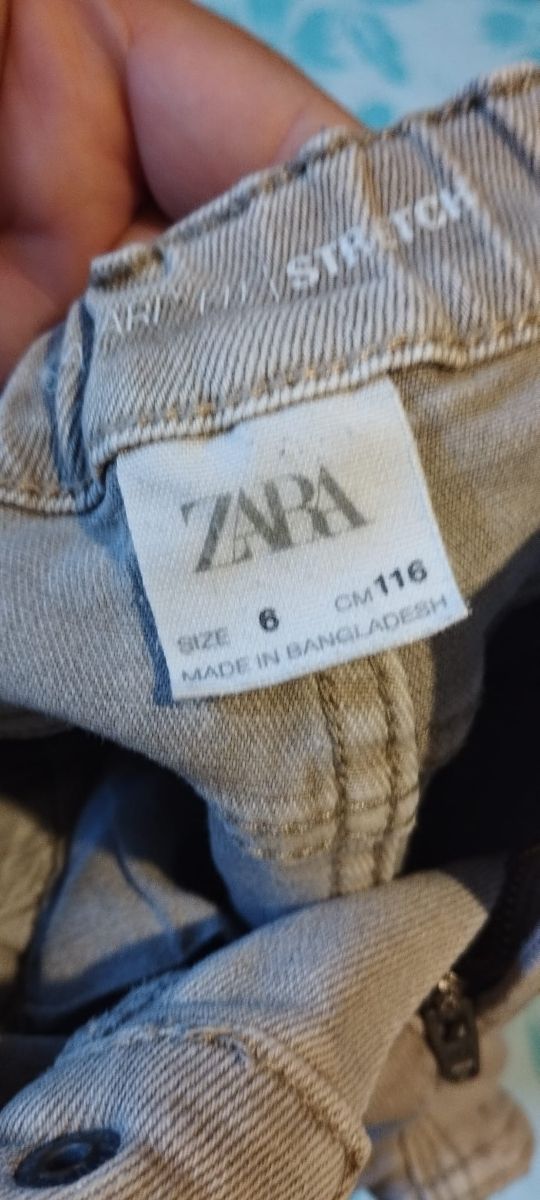 STRETCH
ZARA
SIZE 6 CM 116
MADE IN BANGLADESH